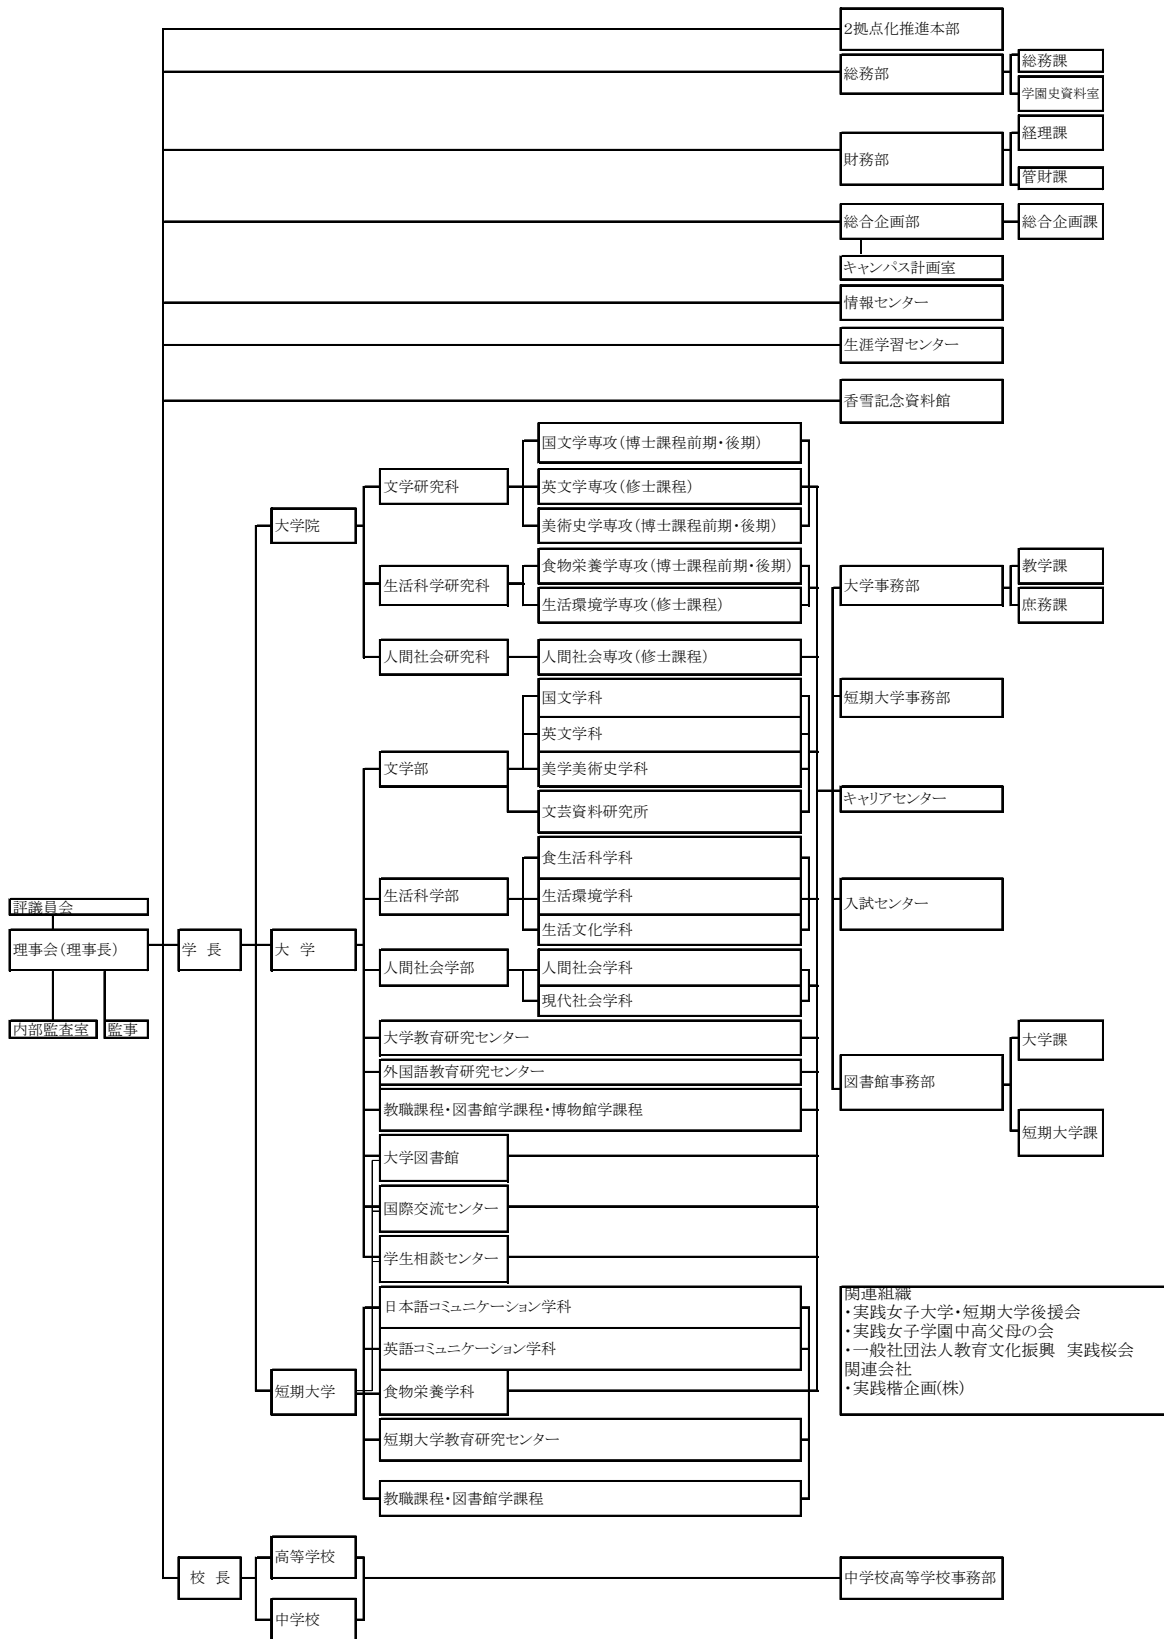 2拠点化推進本部
総務部
総務課
学園史資料室
経理課
財務部
管財課
総合企画部
総合企画課
キャンパス計画室
情報センター
生涯学習センター
香雪記念資料館
国文学専攻(博士課程前期・後期)
文学研究科
英文学専攻(修士課程)
大学院
美術史学専攻(博士課程前期・後期)
食物栄養学専攻(博士課程前期・後期)
教学課
生活科学研究科
大学事務部
生活環境学専攻(修士課程)
庶務課
人間社会研究科
人間社会専攻(修士課程)
国文学科
短期大学事務部
英文学科
文学部
美学美術史学科
キャリアセンター
文芸資料研究所
食生活科学科
生活科学部
生活環境学科
入試センター
評議員会
生活文化学科
理事会(理事長)
学 長
大 学
人間社会学部
人間社会学科
現代社会学科
内部監査室
監事
大学教育研究センター
大学課
外国語教育研究センター
図書館事務部
教職課程・図書館学課程・博物館学課程
短期大学課
大学図書館
国際交流センター
学生相談センター
日本語コミュニケーション学科
英語コミュニケーション学科
短期大学
食物栄養学科
短期大学教育研究センター
教職課程・図書館学課程
関連組織
・実践女子大学・短期大学後援会
・実践女子学園中高父母の会
・一般社団法人教育文化振興 実践桜会
関連会社
・実践楷企画(株)
高等学校
校 長
中学校高等学校事務部
中学校